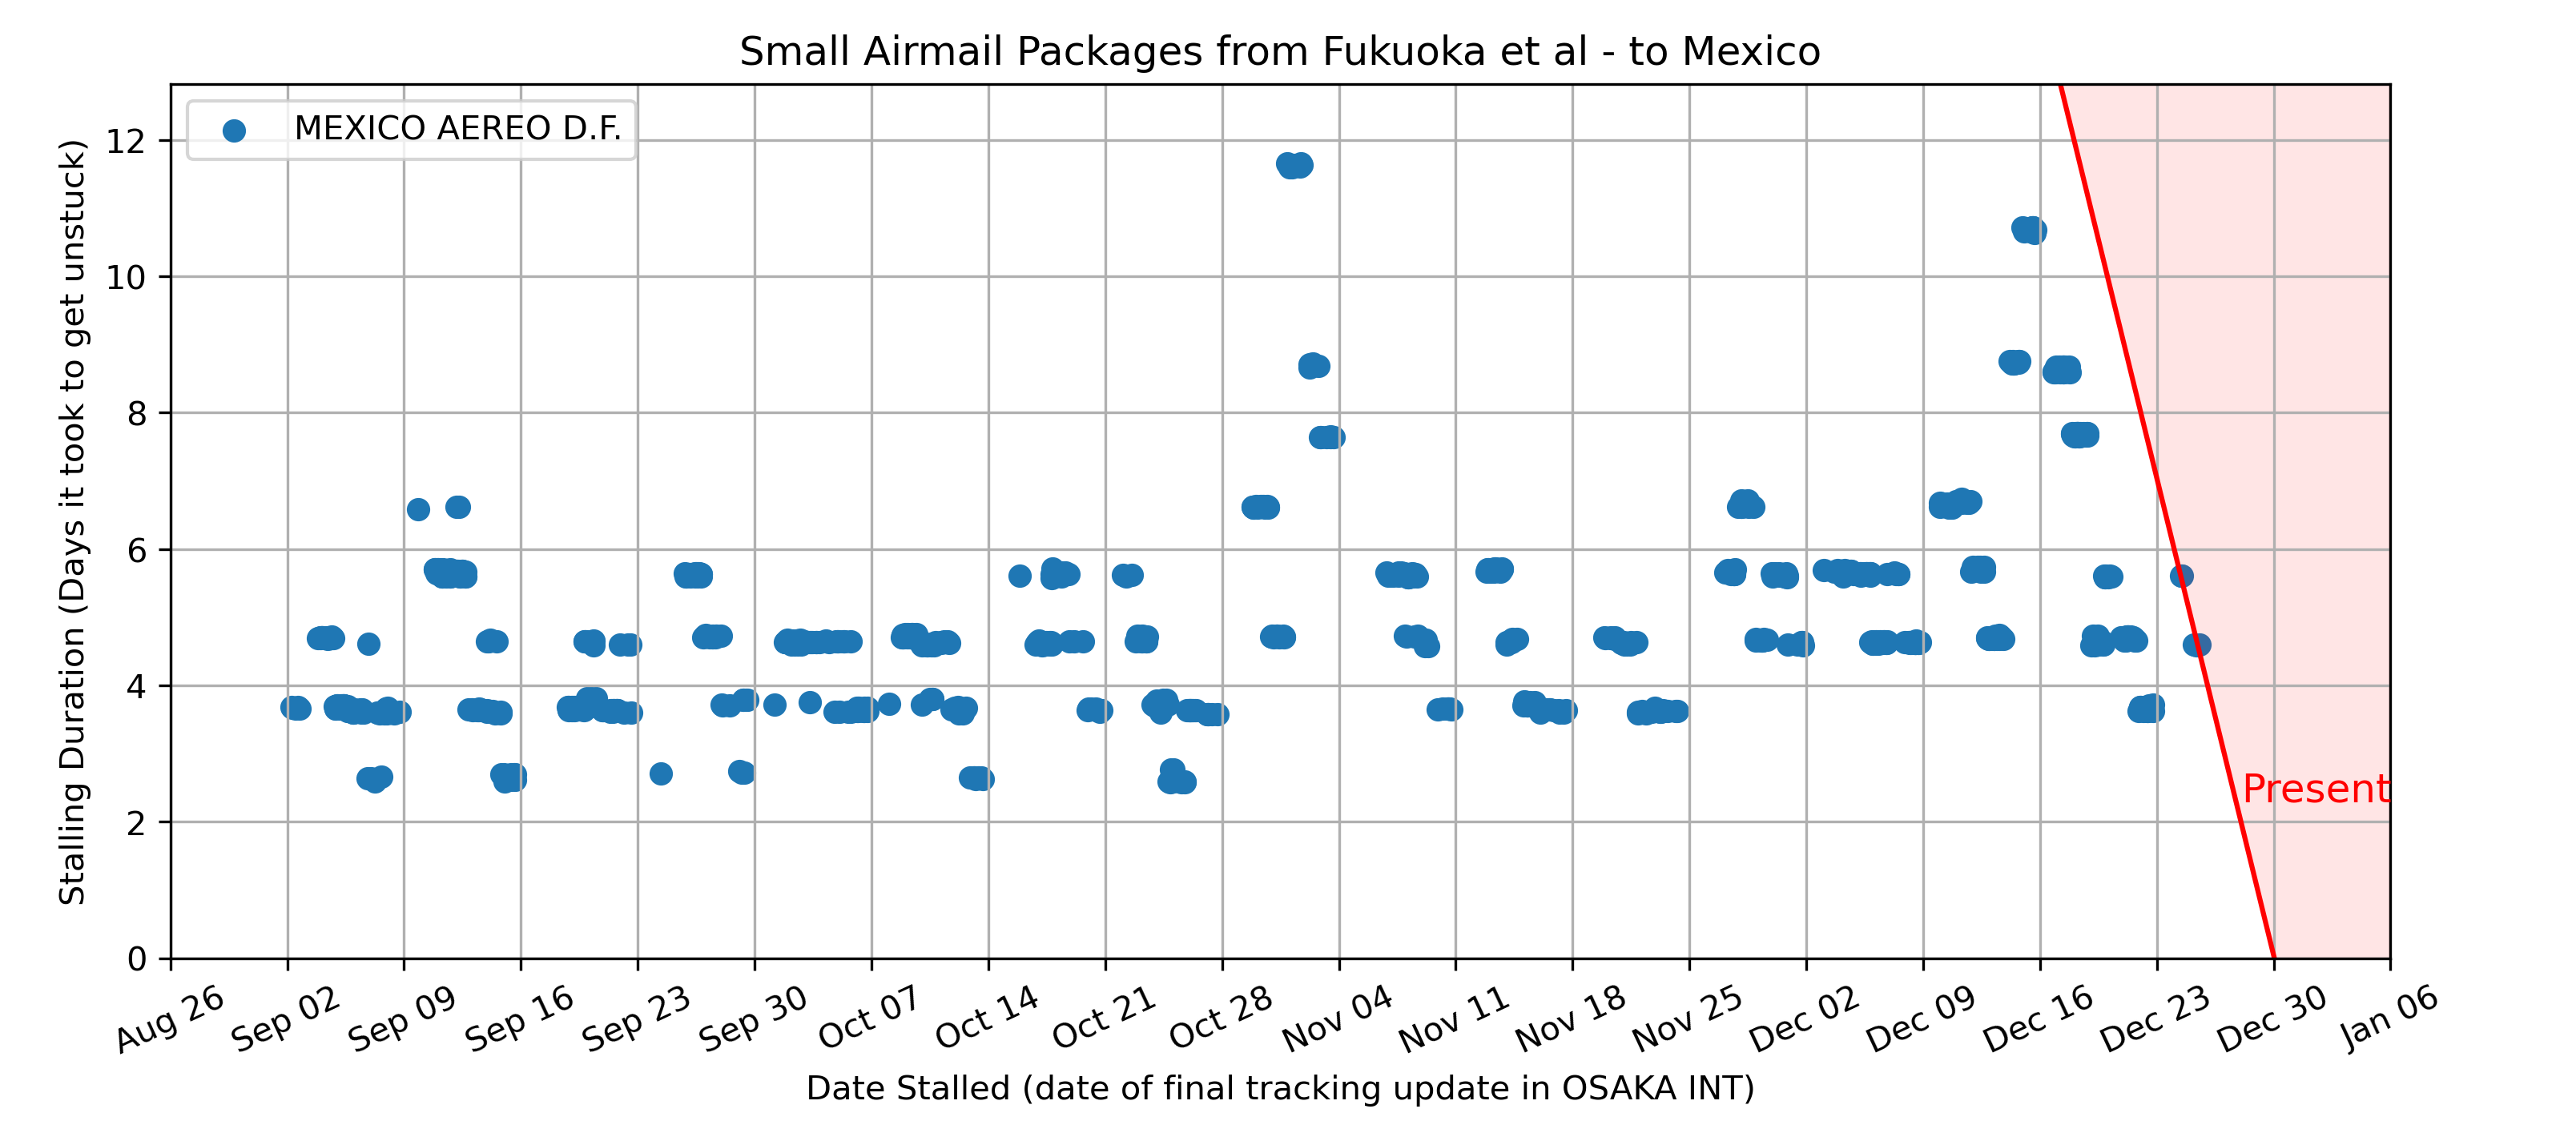 Small Airmail Packages from Fukuoka et al - to Mexico
MEXICO AEREO D.F.
Stalling Duration (Days it took to get unstuck)
12
10
8
6
4
2
0
Present
Aug 26 Sep 02 Sep 09 Sep 16 Sep 23 Sep 30 Oct 07 Oct 14 Oct 21 Oct 28 Nov 04 Nov 11 Nov 18 Nov 25 Dec 02 Dec 09 Dec 16 Dec 23 Dec 30 Jan 06
Date Stalled (date of final tracking update in OSAKA INT)